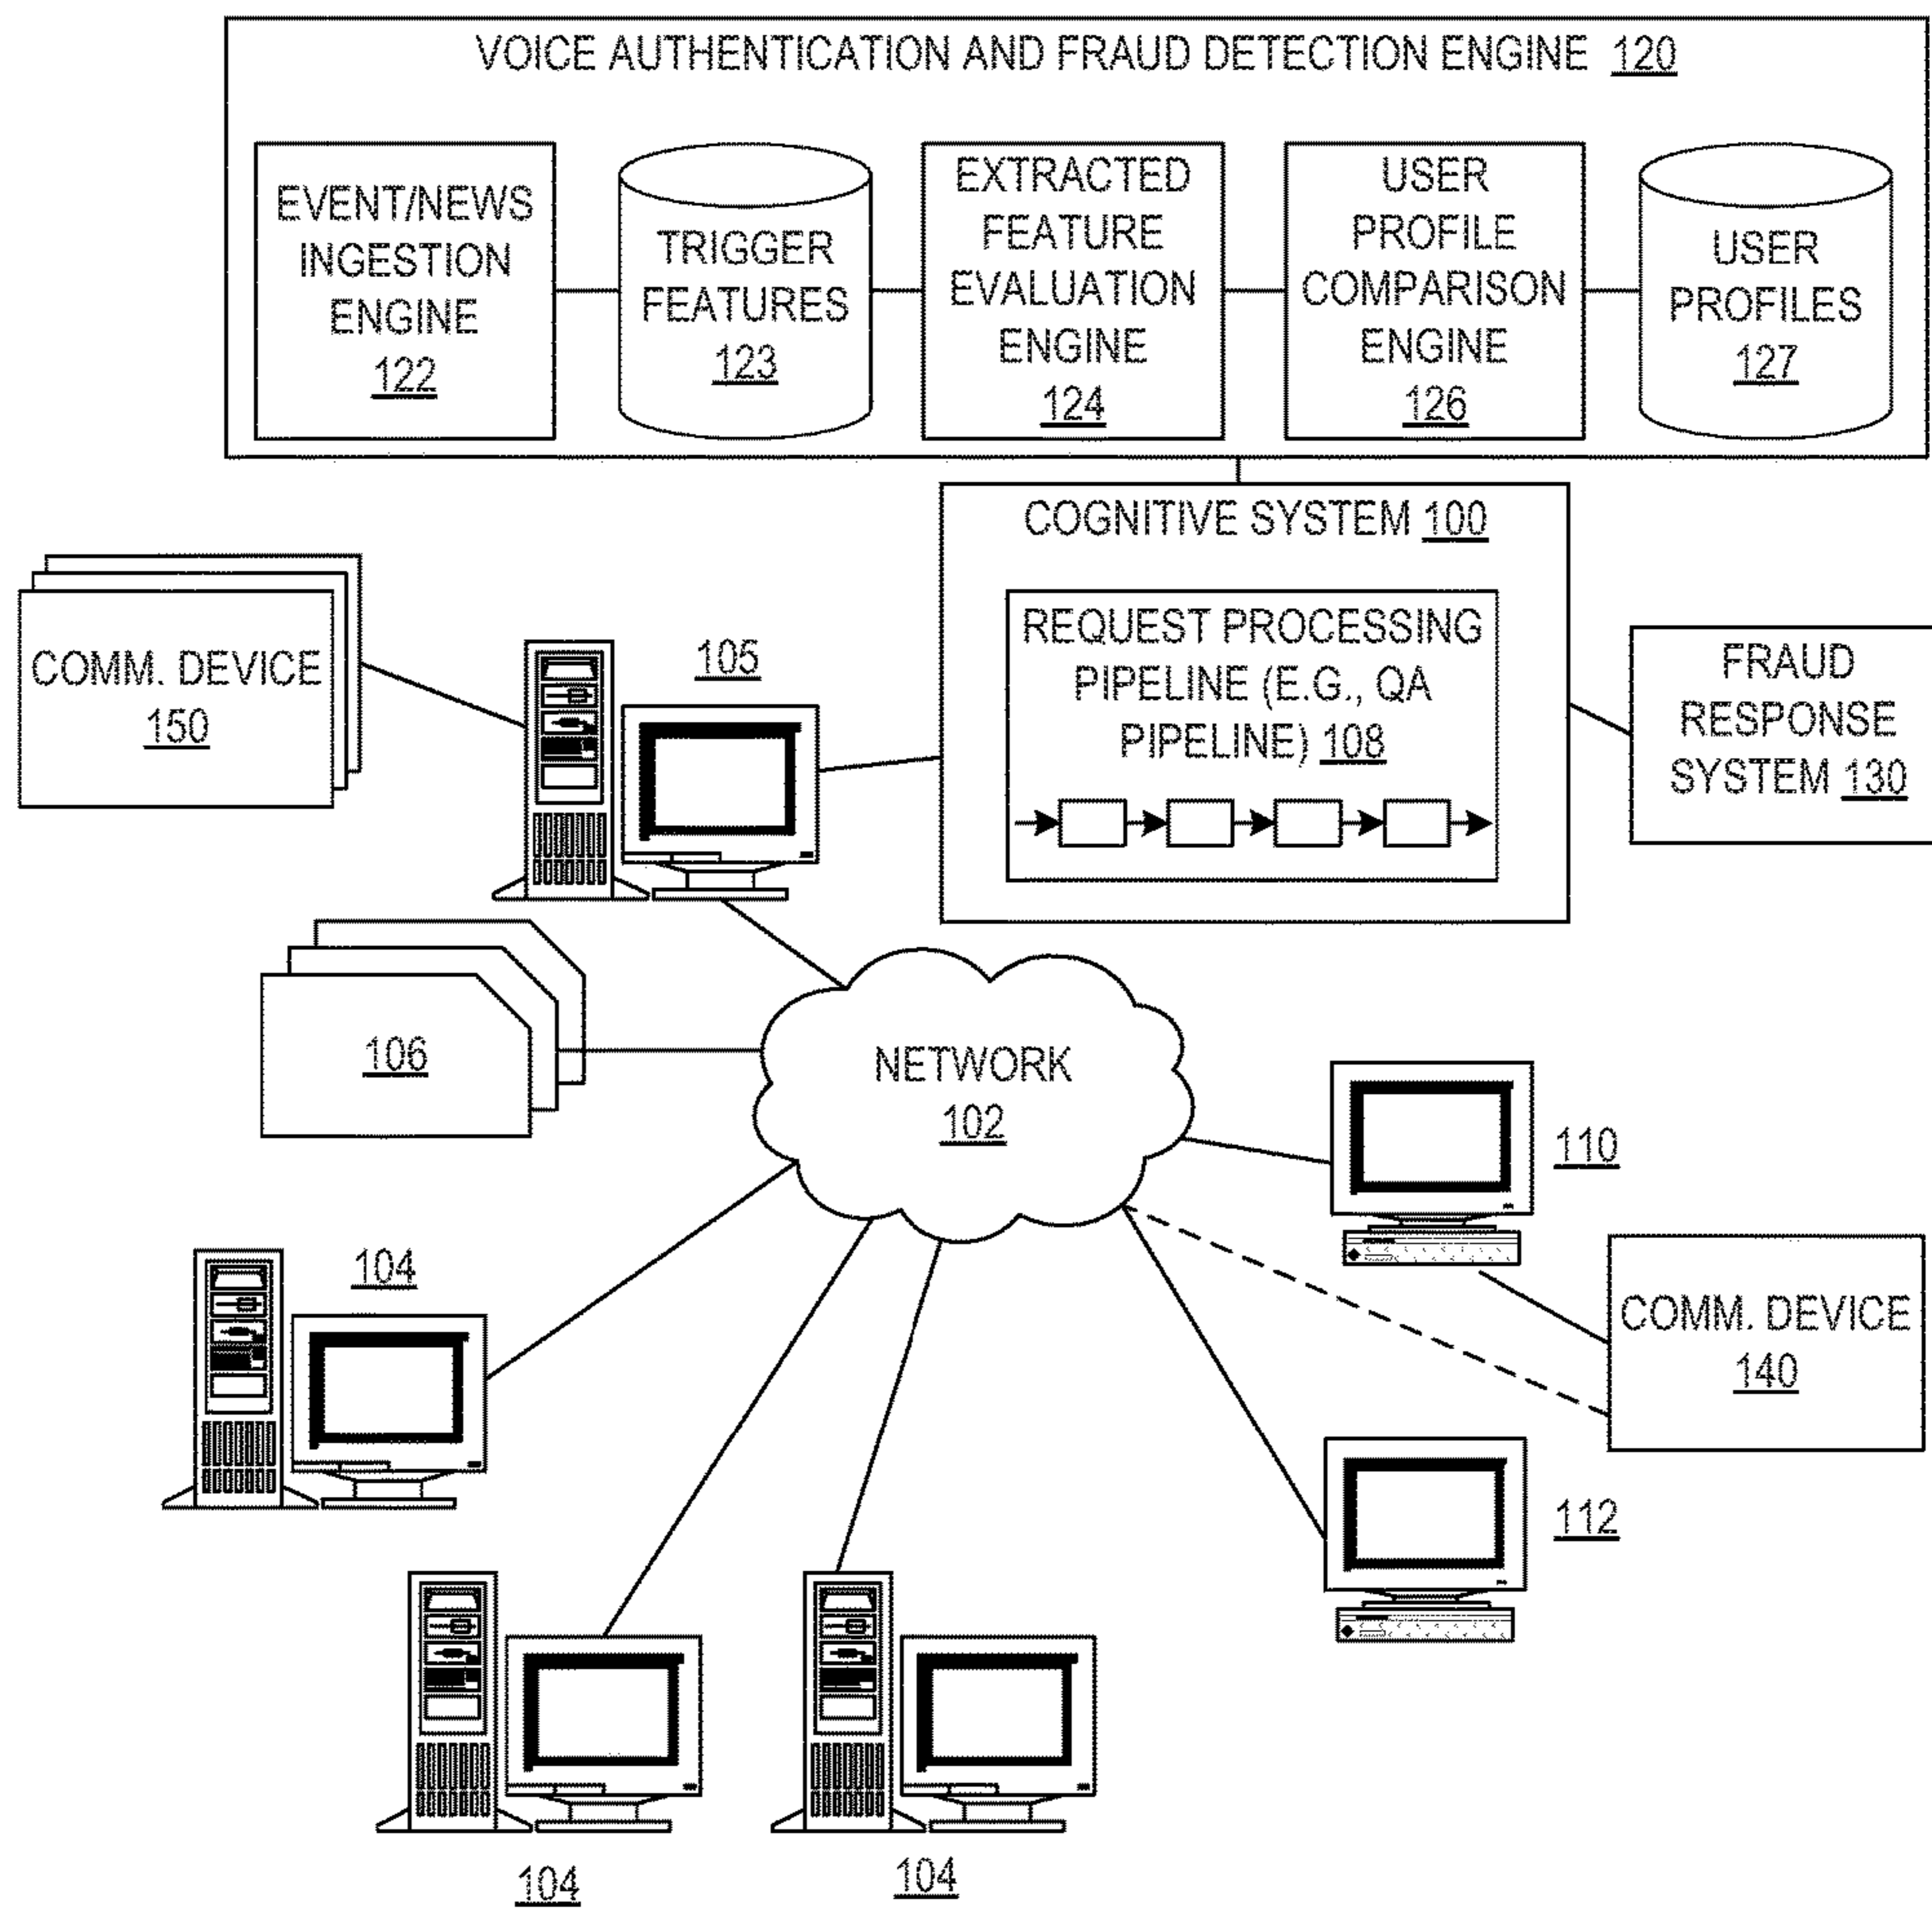 VOICE AUTHENTICATION AND FRAUD DETECTION ENGINE 120
EVENT/NEWS
INGESTION
ENGINE
122
TRIGGER
FEATURES
123
EXTRACTED
FEATURE
EVALUATION
ENGINE
124
USER
PROFILE
COMPARISON
ENGINE
126
USER
PROFILES
127
COGNITIVE SYSTEM 100
REQUEST PROCESSING
PIPELINE (E.G., QA
PIPELINE) 108
COMM. DEVICE
150
105
FRAUD
RESPONSE
SYSTEM 130
106
NETWORK
102
110
104
COMM. DEVICE
140
112
104
104